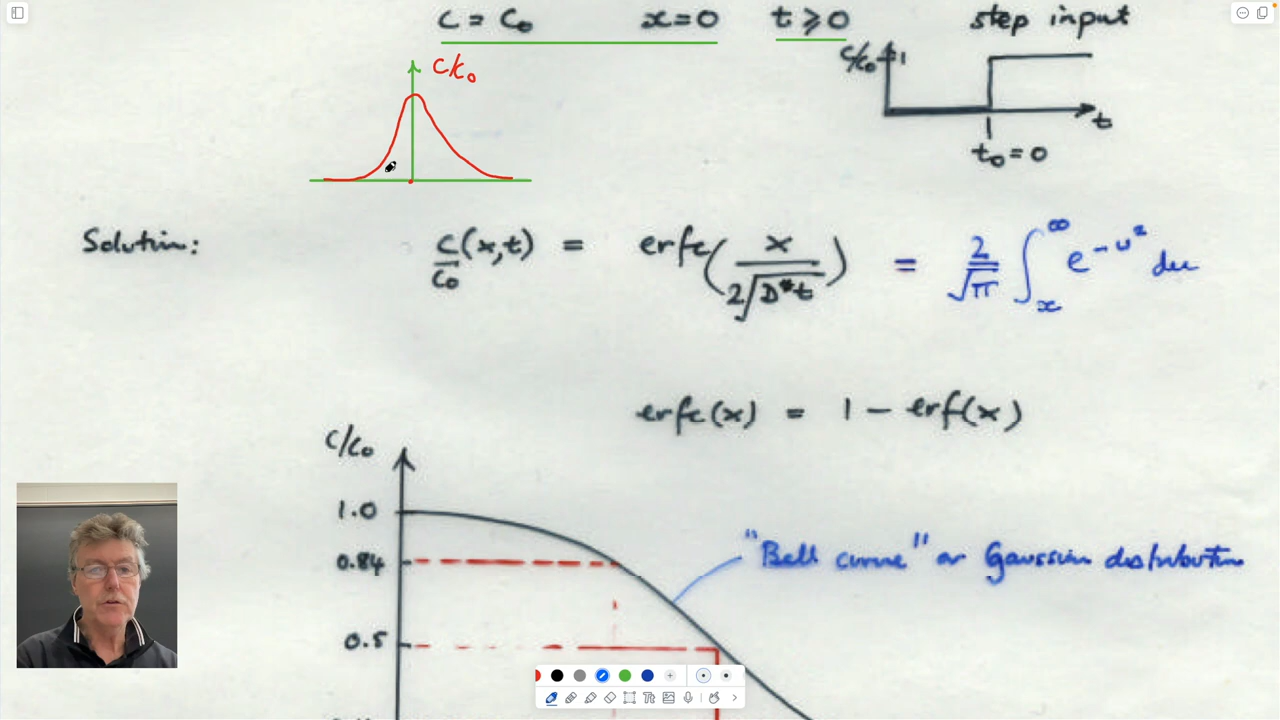 C = C₀ x=0 t ⩾ 0 step input
C/C₀ 1
t
t₀ = 0
C/C₀
Solution: C/C₀ (x,t) = erfc(x / 2√D*t) = 2/√π ∫ₓ^∞ e^-u² du
erfc(x) = 1 - erf(x)
C/C₀
1.0
0.84
"Bell curve" or Gaussian distribution
0.5